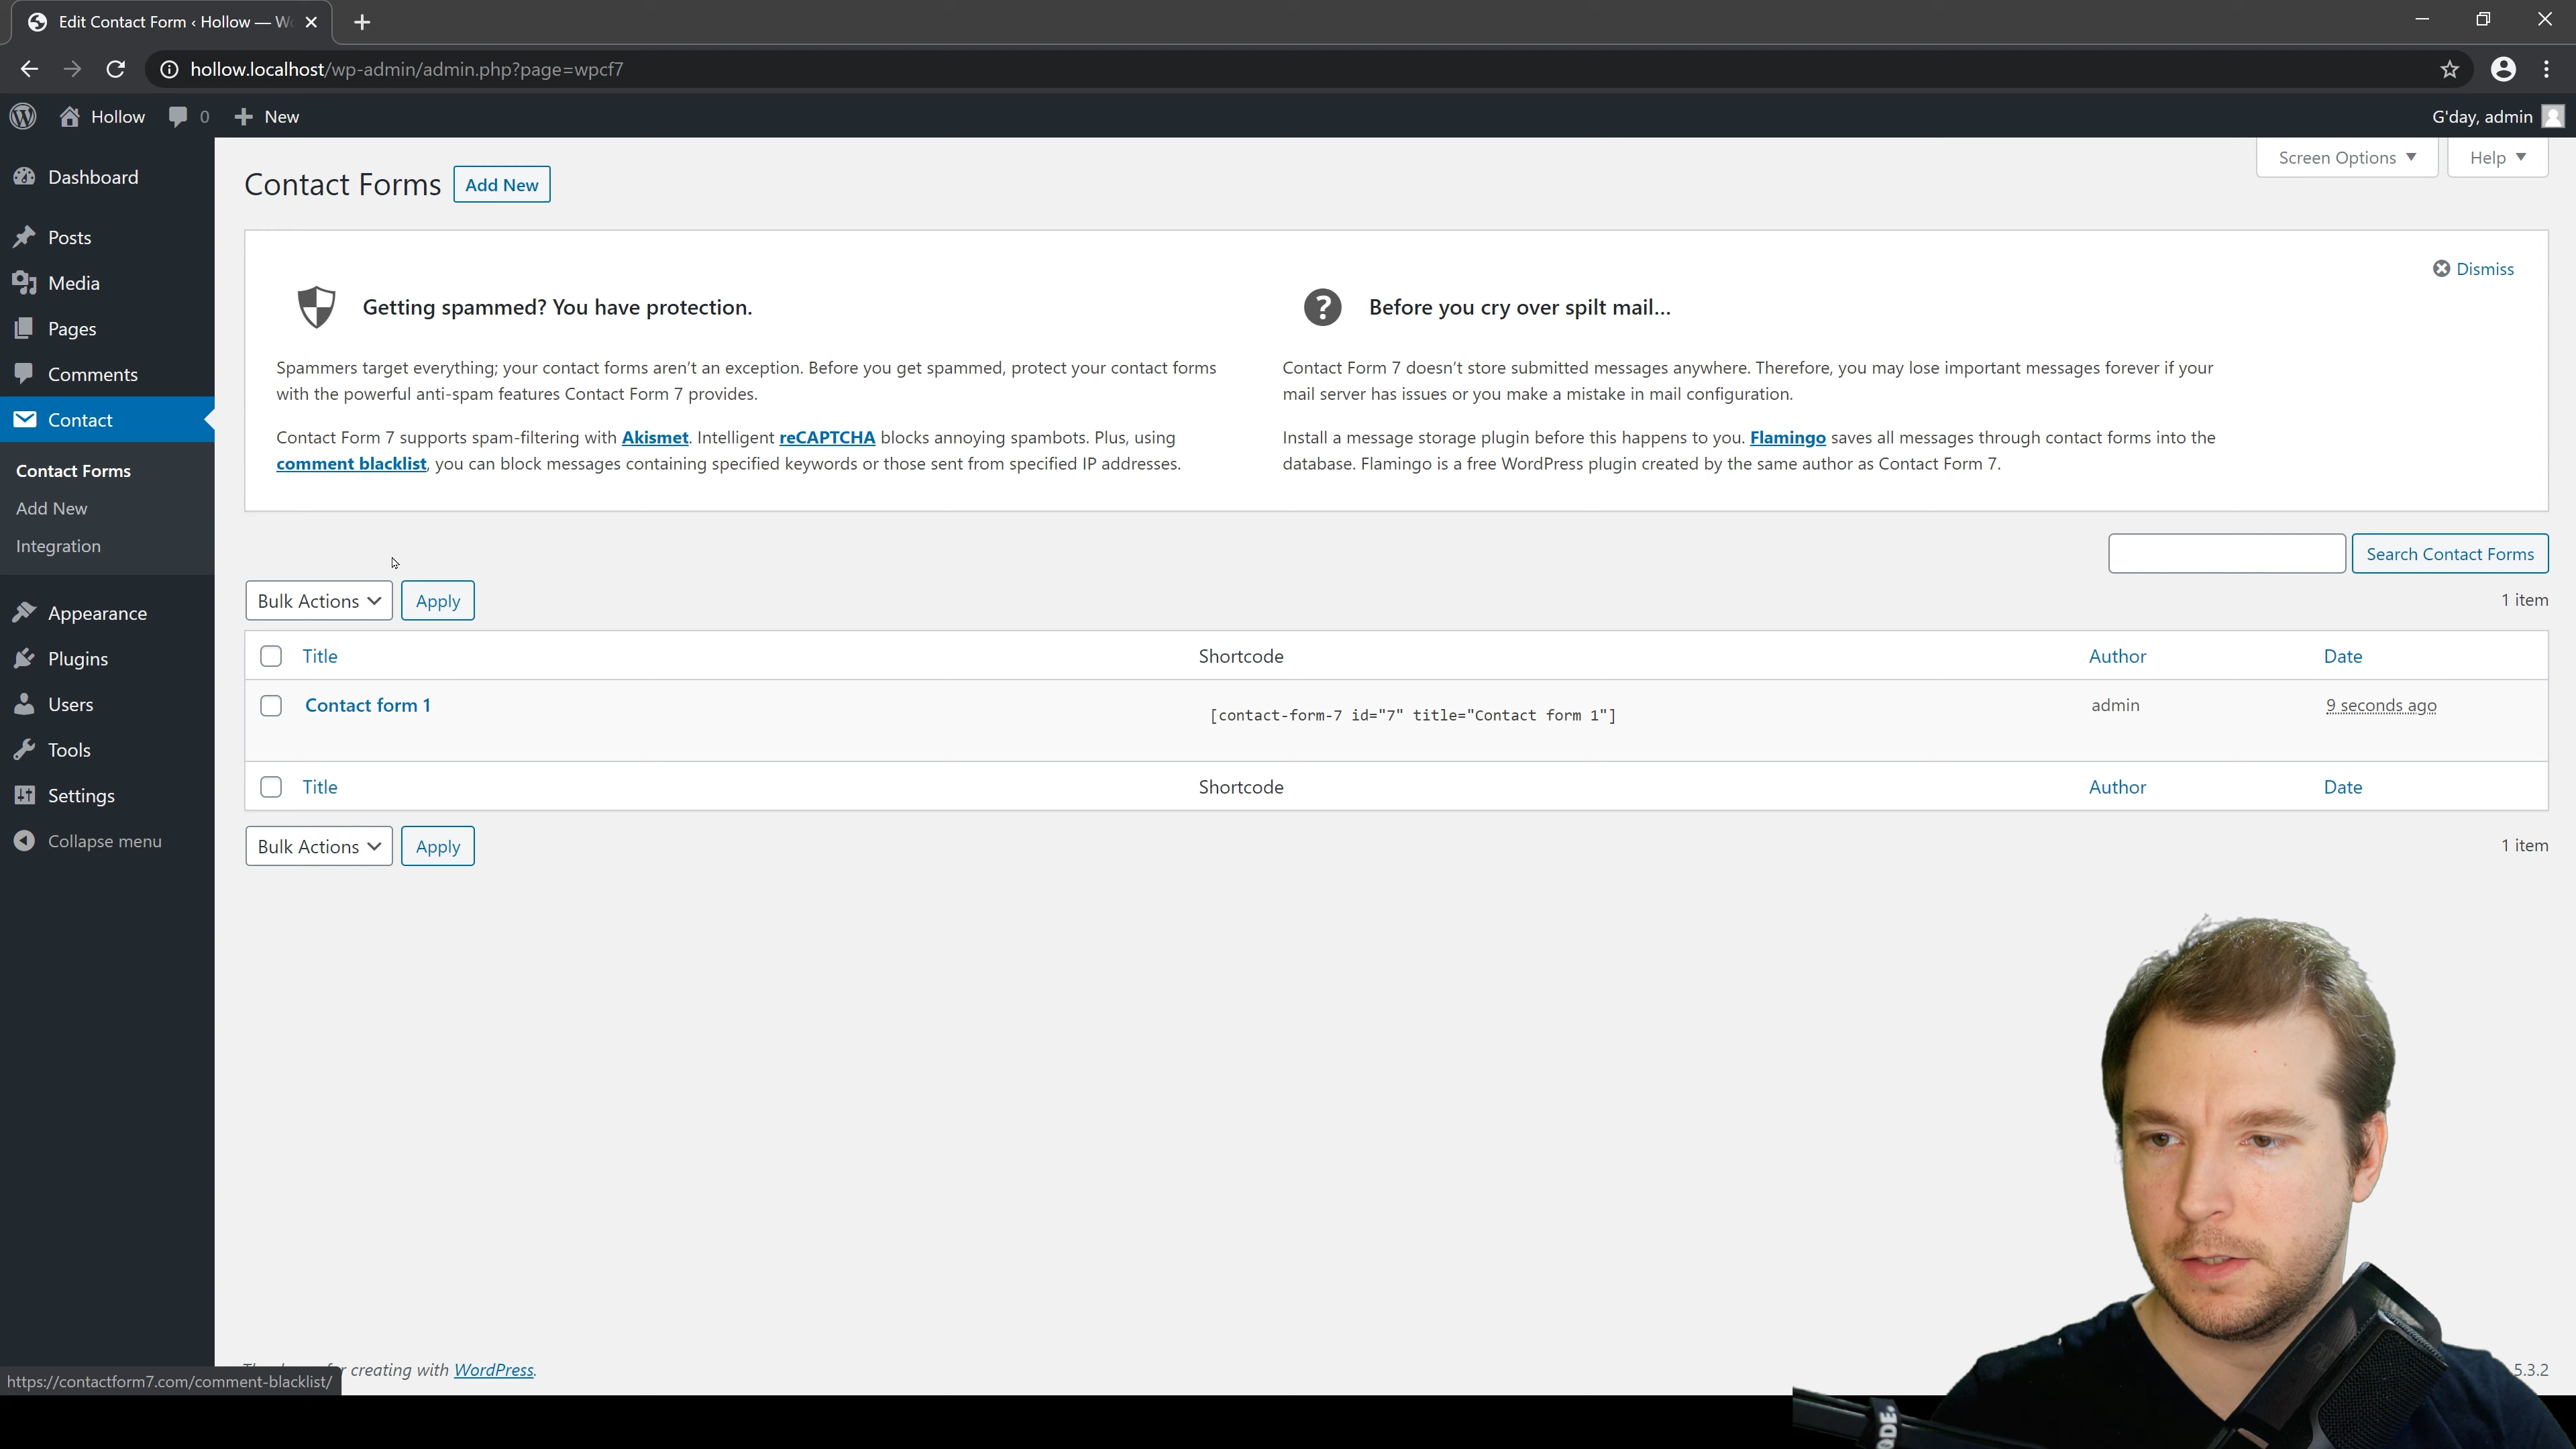 Edit Contact Form ‹ Hollow — W
hollow.localhost/wp-admin/admin.php?page=wpcf7
Hollow 0 New
G'day, admin
Dashboard
Posts
Media
Pages
Comments
Contact
Contact Forms
Add New
Integration
Appearance
Plugins
Users
Tools
Settings
Collapse menu
Contact Forms Add New
Screen Options Help
Dismiss
Getting spammed? You have protection.
Spammers target everything; your contact forms aren't an exception. Before you get spammed, protect your contact forms
with the powerful anti-spam features Contact Form 7 provides.
Contact Form 7 supports spam-filtering with Akismet. Intelligent reCAPTCHA blocks annoying spambots. Plus, using
comment blacklist, you can block messages containing specified keywords or those sent from specified IP addresses.
Before you cry over spilt mail...
Contact Form 7 doesn't store submitted messages anywhere. Therefore, you may lose important messages forever if your
mail server has issues or you make a mistake in mail configuration.
Install a message storage plugin before this happens to you. Flamingo saves all messages through contact forms into the
database. Flamingo is a free WordPress plugin created by the same author as Contact Form 7.
Search Contact Forms
Bulk Actions Apply
1 item
Title Shortcode Author Date
Contact form 1 [contact-form-7 id="7" title="Contact form 1"] admin 9 seconds ago
Title Shortcode Author Date
Bulk Actions Apply
1 item
creating with WordPress.
5.3.2
https://contactform7.com/comment-blacklist/
ODE.